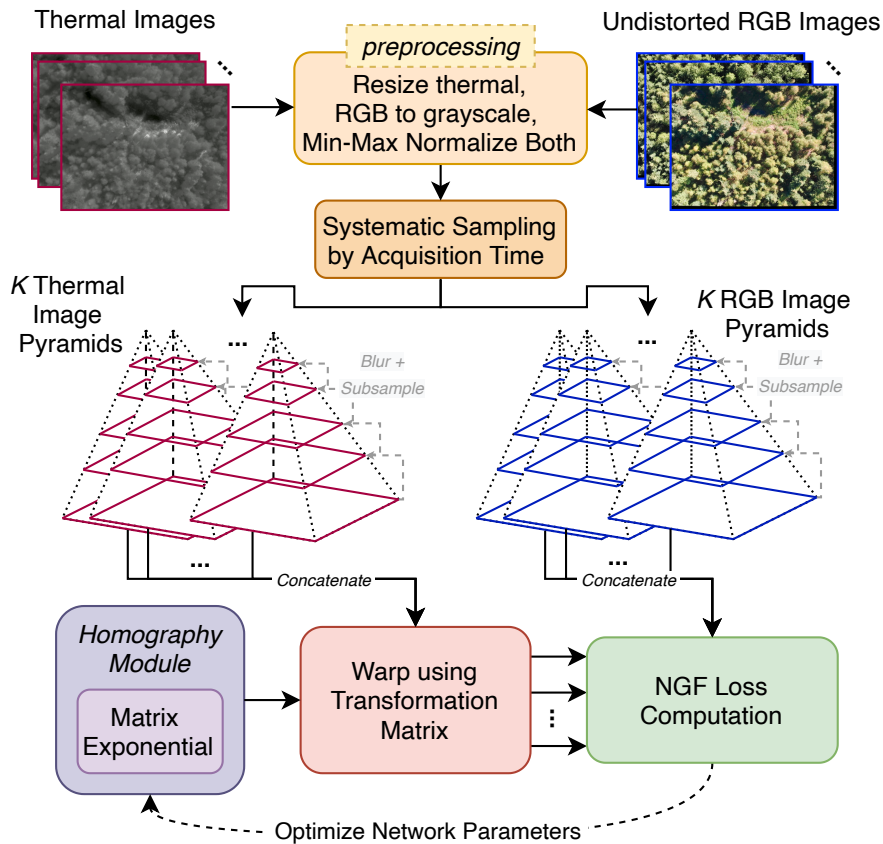 Thermal Images
Undistorted RGB Images
...
...
preprocessing
Resize thermal,
RGB to grayscale,
Min-Max Normalize Both
Systematic Sampling
by Acquisition Time
K Thermal
Image
Pyramids
...
Blur +
Subsample
K RGB Image
Pyramids
...
Blur +
Subsample
...
Concatenate
...
Concatenate
Homography
Module
Matrix
Exponential
Warp using
Transformation
Matrix
...
NGF Loss
Computation
Optimize Network Parameters